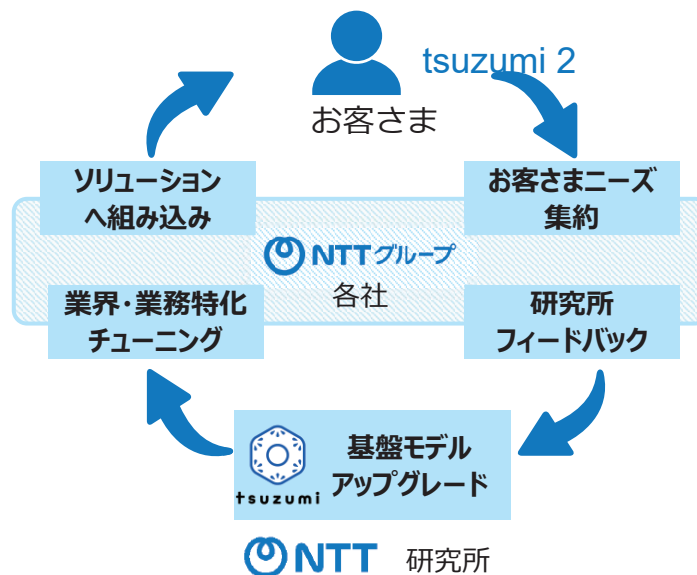 tsuzumi 2
お客さま
ソリューション
へ組み込み
お客さまニーズ
集約
NTTグループ
各社
業界・業務特化
チューニング
研究所
フィードバック
基盤モデル
アップグレード
tsuzumi
NTT 研究所